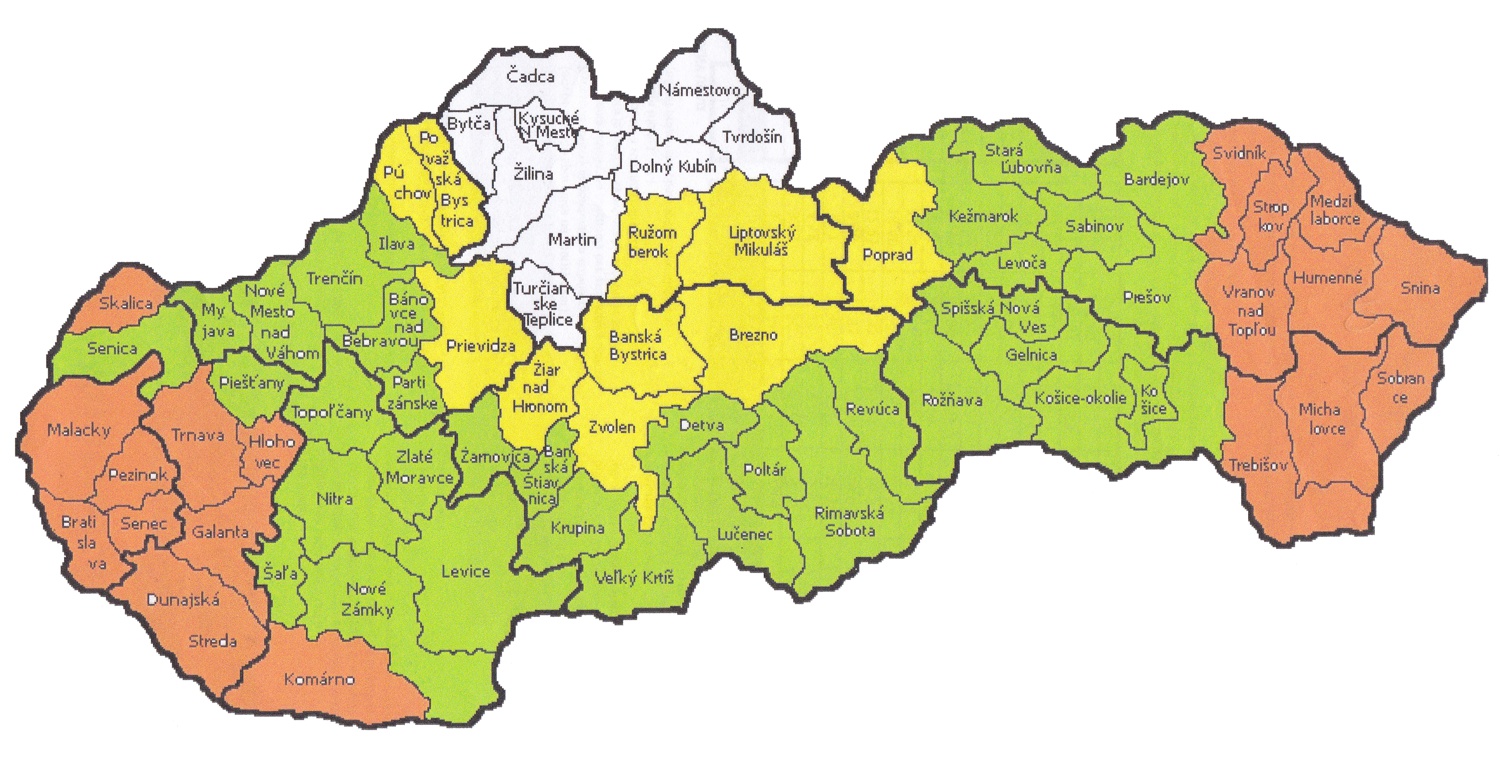 Čadca
Námestovo
Bytča
Kysucké
N Mesto
Tvrdošín
Dolný Kubín
Žilina
Martin
Turčian
ske
Teplice
Po
važ
ská
Bys
trica
Pú
chov
Ilava
Trenčín
Ružom
berok
Liptovský
Mikuláš
Poprad
Kežmarok
Stará
Ľubovňa
Sabinov
Levoča
Bardejov
Prešov
Svidník
Strop
kov
Medzi
laborce
Humenné
Snina
Vranov
nad
Topľou
Skalica
Senica
My
java
Nové
Mesto
nad
Váhom
Báno
vce
nad
Bebravou
Prievidza
Parti
zánske
Banská
Bystrica
Brezno
Spišská Nová
Ves
Gelnica
Rožňava
Košice-okolie
Ko
šice
Sobran
ce
Micha
lovce
Trebišov
Piešťany
Topoľčany
Malacky
Pezinok
Trnava
Hloho
vec
Zlaté
Moravce
Nitra
Žiar
nad
Hronom
Žarnovica
Ban
ská
Štiav
nica
Zvolen
Detva
Poltár
Revúca
Rimavská
Sobota
Lučenec
Krupina
Veľký Krtíš
Levice
Brati
sla
va
Senec
Galanta
Šaľa
Nové
Zámky
Dunajská
Streda
Komárno